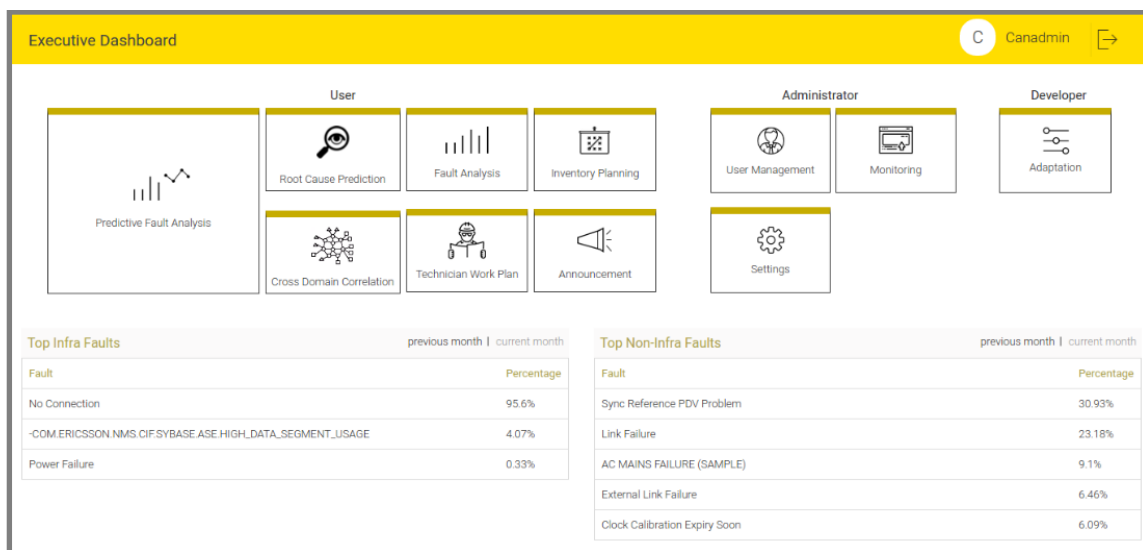 Executive Dashboard
C Canadmin
User Administrator Developer
Predictive Fault Analysis
Root Cause Prediction
Fault Analysis
Inventory Planning
Cross Domain Correlation
Technician Work Plan
Announcement
User Management
Monitoring
Settings
Adaptation
Top Infra Faults previous month | current month
Fault Percentage
No Connection 95.6%
-COM.ERICSSON.NMS.CIF.SYBASE.ASE.HIGH_DATA_SEGMENT_USAGE 4.07%
Power Failure 0.33%
Top Non-Infra Faults previous month | current month
Fault Percentage
Sync Reference PDV Problem 30.93%
Link Failure 23.18%
AC MAINS FAILURE (SAMPLE) 9.1%
External Link Failure 6.46%
Clock Calibration Expiry Soon 6.09%